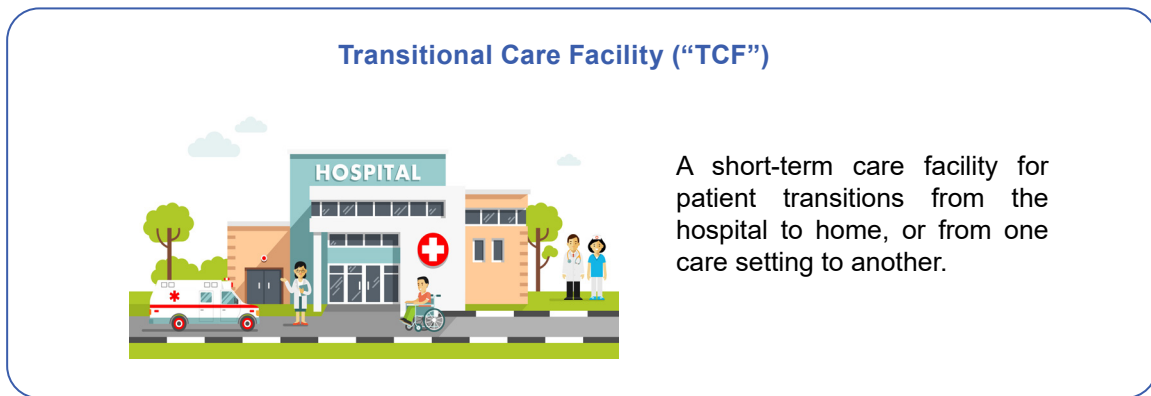 Transitional Care Facility (“TCF”)
HOSPITAL
A short-term care facility for
patient transitions from the
hospital to home, or from one
care setting to another.